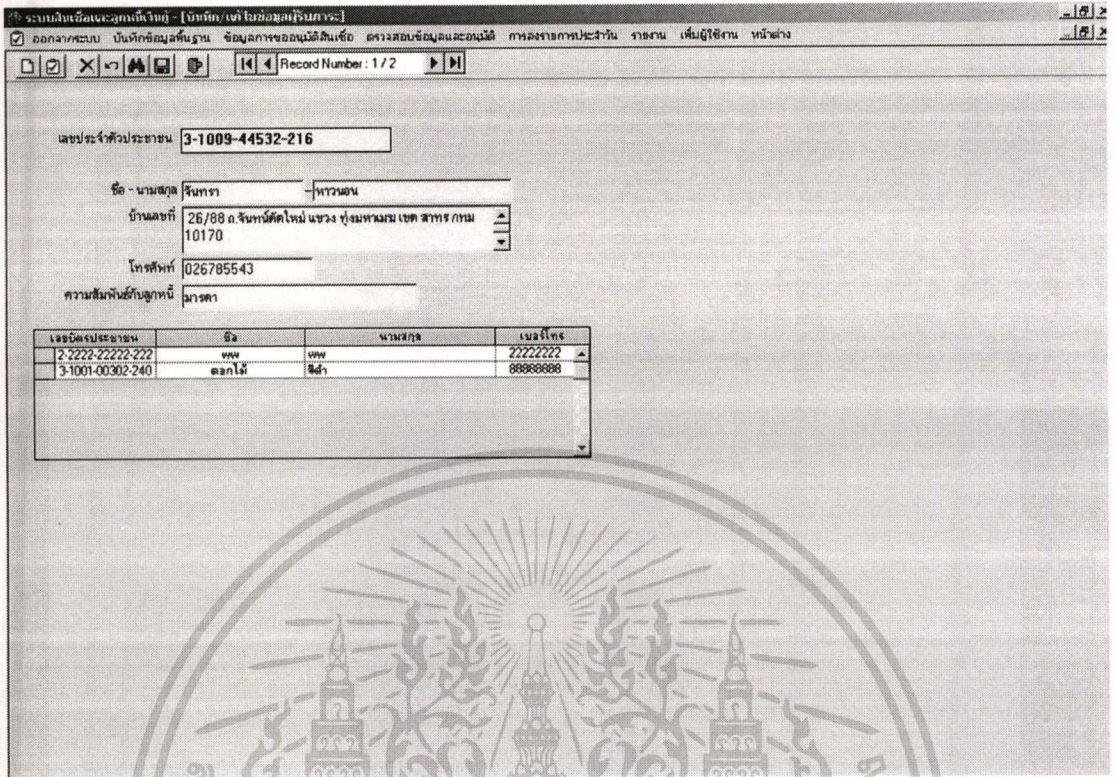 ระบบสินเชื่อและลูกหนี้เงินกู้ - [บันทึก/แก้ไขข้อมูลผู้รับภาระ]
ออกจากระบบ บันทึกข้อมูลพื้นฐาน ข้อมูลการขออนุมัติสินเชื่อ ตรวจสอบข้อมูลและอนุมัติ การลงรายการประจำวัน รายงาน เพิ่มผู้ใช้งาน หน้าต่าง
Record Number : 1 / 2
เลขประจำตัวประชาชน 3-1009-44532-216
ชื่อ - นามสกุล จันทรา - หาวนอน
บ้านเลขที่ 26/88 ถ.จันทน์ตัดใหม่ แขวง ทุ่งมหาเมฆ เขต สาทร กทม
10170
โทรศัพท์ 026785543
ความสัมพันธ์กับลูกหนี้ มารดา
เลขบัตรประชาชน ชื่อ นามสกุล เบอร์โทร
2-2222-22222-222 พพ พพ 22222222
3-1001-00302-240 ดอกไม้ สีดำ 88888888